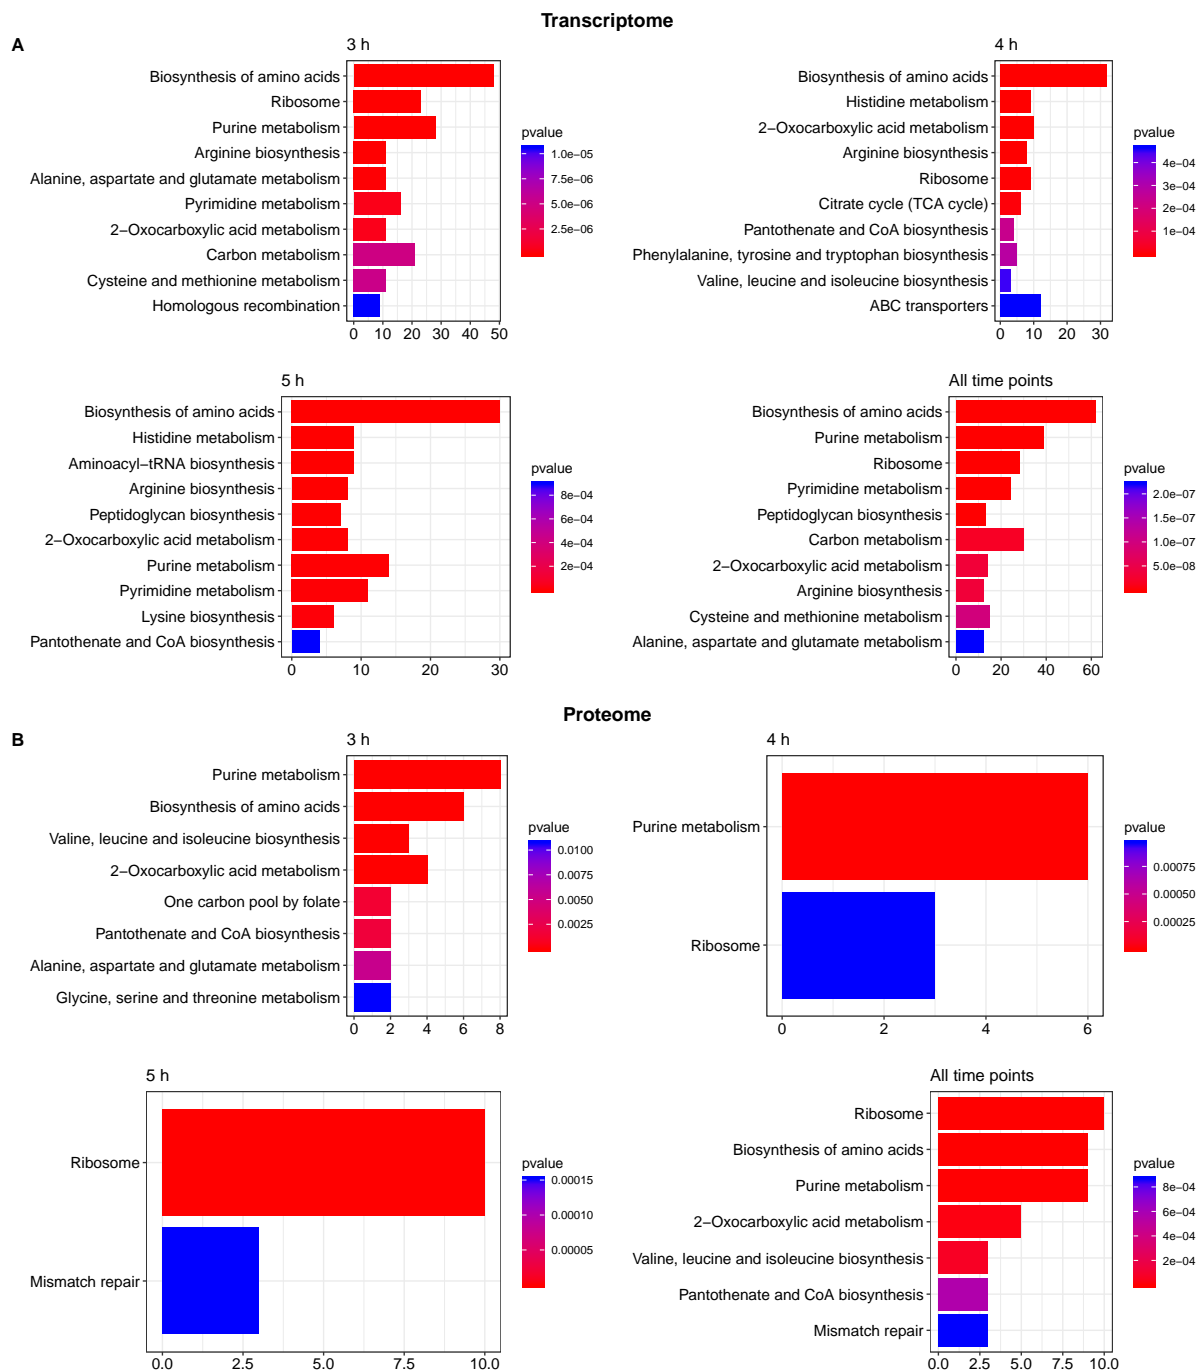 Transcriptome
A
3 h
Biosynthesis of amino acids
Ribosome
Purine metabolism
Arginine biosynthesis
Alanine, aspartate and glutamate metabolism
Pyrimidine metabolism
2−Oxocarboxylic acid metabolism
Carbon metabolism
Cysteine and methionine metabolism
Homologous recombination
0 10 20 30 40 50
pvalue
1.0e−05
7.5e−06
5.0e−06
2.5e−06
4 h
Biosynthesis of amino acids
Histidine metabolism
2−Oxocarboxylic acid metabolism
Arginine biosynthesis
Ribosome
Citrate cycle (TCA cycle)
Pantothenate and CoA biosynthesis
Phenylalanine, tyrosine and tryptophan biosynthesis
Valine, leucine and isoleucine biosynthesis
ABC transporters
0 10 20 30
pvalue
4e−04
3e−04
2e−04
1e−04
5 h
Biosynthesis of amino acids
Histidine metabolism
Aminoacyl−tRNA biosynthesis
Arginine biosynthesis
Peptidoglycan biosynthesis
2−Oxocarboxylic acid metabolism
Purine metabolism
Pyrimidine metabolism
Lysine biosynthesis
Pantothenate and CoA biosynthesis
0 10 20 30
pvalue
8e−04
6e−04
4e−04
2e−04
All time points
Biosynthesis of amino acids
Purine metabolism
Ribosome
Pyrimidine metabolism
Peptidoglycan biosynthesis
Carbon metabolism
2−Oxocarboxylic acid metabolism
Arginine biosynthesis
Cysteine and methionine metabolism
Alanine, aspartate and glutamate metabolism
0 20 40 60
pvalue
2.0e−07
1.5e−07
1.0e−07
5.0e−08
Proteome
B
3 h
Purine metabolism
Biosynthesis of amino acids
Valine, leucine and isoleucine biosynthesis
2−Oxocarboxylic acid metabolism
One carbon pool by folate
Pantothenate and CoA biosynthesis
Alanine, aspartate and glutamate metabolism
Glycine, serine and threonine metabolism
0 2 4 6 8
pvalue
0.0100
0.0075
0.0050
0.0025
4 h
Purine metabolism
Ribosome
0 2 4 6
pvalue
0.00075
0.00050
0.00025
5 h
Ribosome
Mismatch repair
0.0 2.5 5.0 7.5 10.0
pvalue
0.00015
0.00010
0.00005
All time points
Ribosome
Biosynthesis of amino acids
Purine metabolism
2−Oxocarboxylic acid metabolism
Valine, leucine and isoleucine biosynthesis
Pantothenate and CoA biosynthesis
Mismatch repair
0.0 2.5 5.0 7.5 10.0
pvalue
8e−04
6e−04
4e−04
2e−04